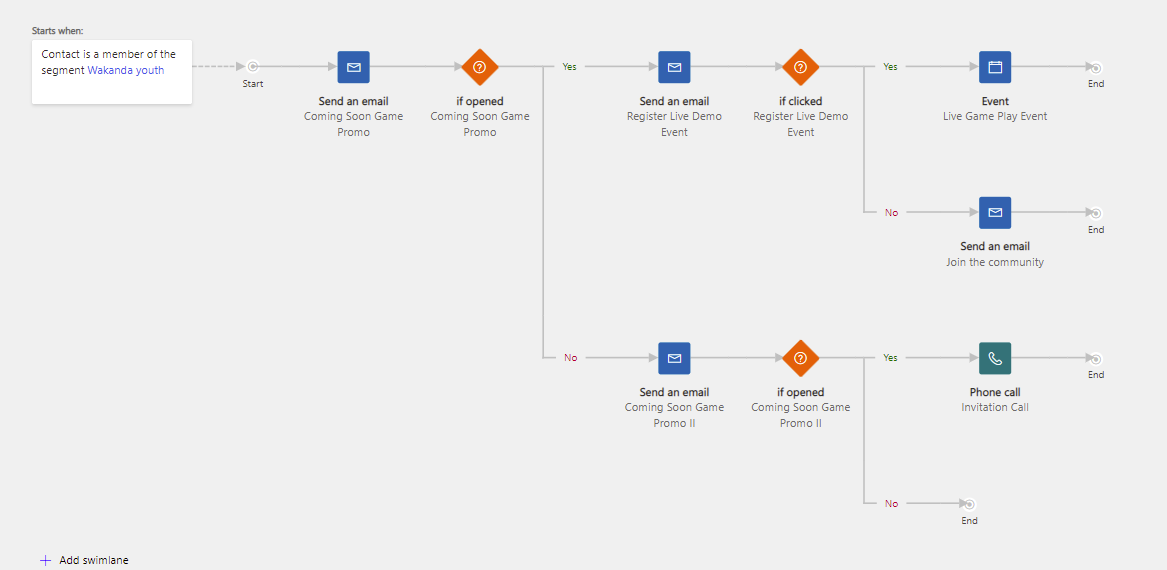 Starts when:
Contact is a member of the
segment Wakanda youth
Start
Send an email
Coming Soon Game
Promo
if opened
Coming Soon Game
Promo
Yes
Send an email
Register Live Demo
Event
if clicked
Register Live Demo
Event
Yes
Event
Live Game Play Event
End
No
Send an email
Join the community
End
No
Send an email
Coming Soon Game
Promo II
if opened
Coming Soon Game
Promo II
Yes
Phone call
Invitation Call
End
No
End
Add swimlane